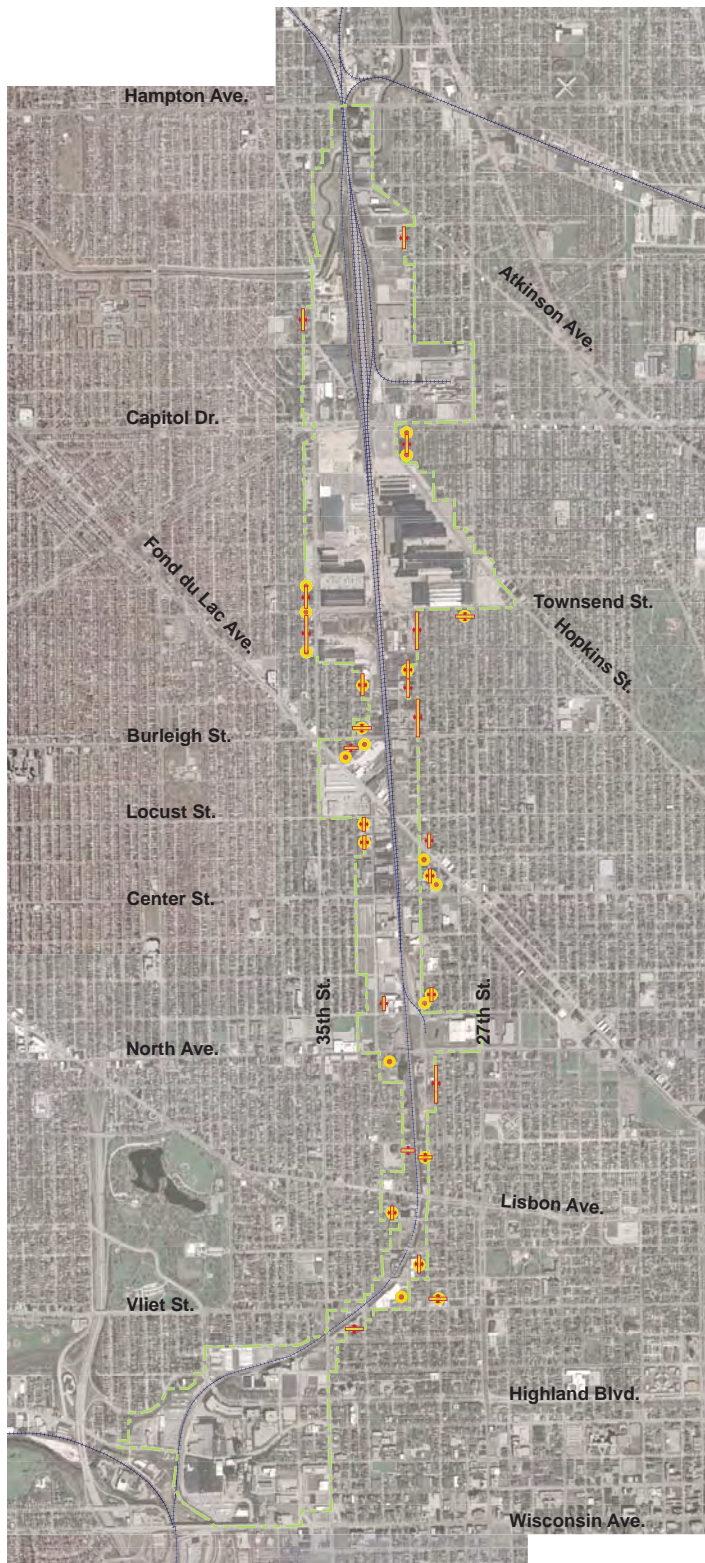 Hampton Ave.
Atkinson Ave.
Capitol Dr.
Fond du Lac Ave.
Townsend St.
Hopkins St.
Burleigh St.
Locust St.
Center St.
35th St.
27th St.
North Ave.
Lisbon Ave.
Vliet St.
Highland Blvd.
Wisconsin Ave.